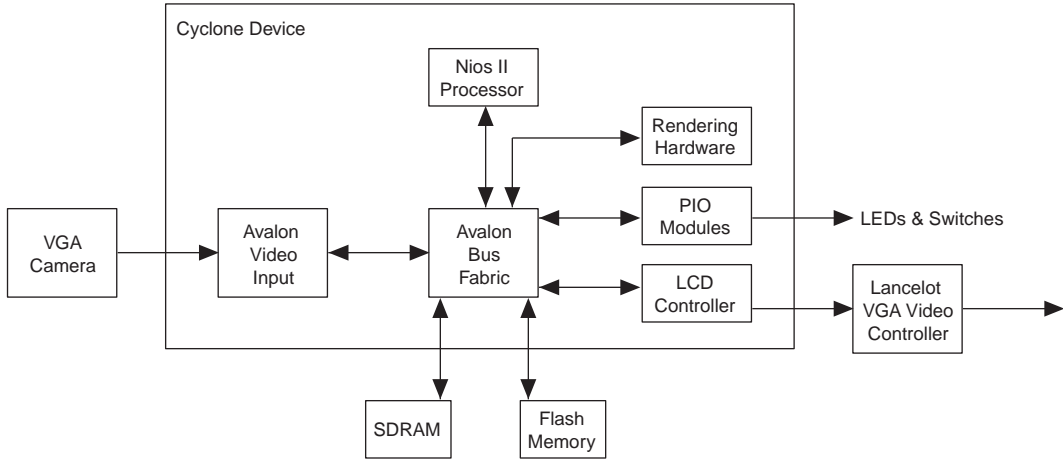 Cyclone Device
Nios II
Processor
Rendering
Hardware
VGA
Camera
Avalon
Video
Input
Avalon
Bus
Fabric
PIO
Modules
LEDs & Switches
LCD
Controller
Lancelot
VGA Video
Controller
SDRAM
Flash
Memory